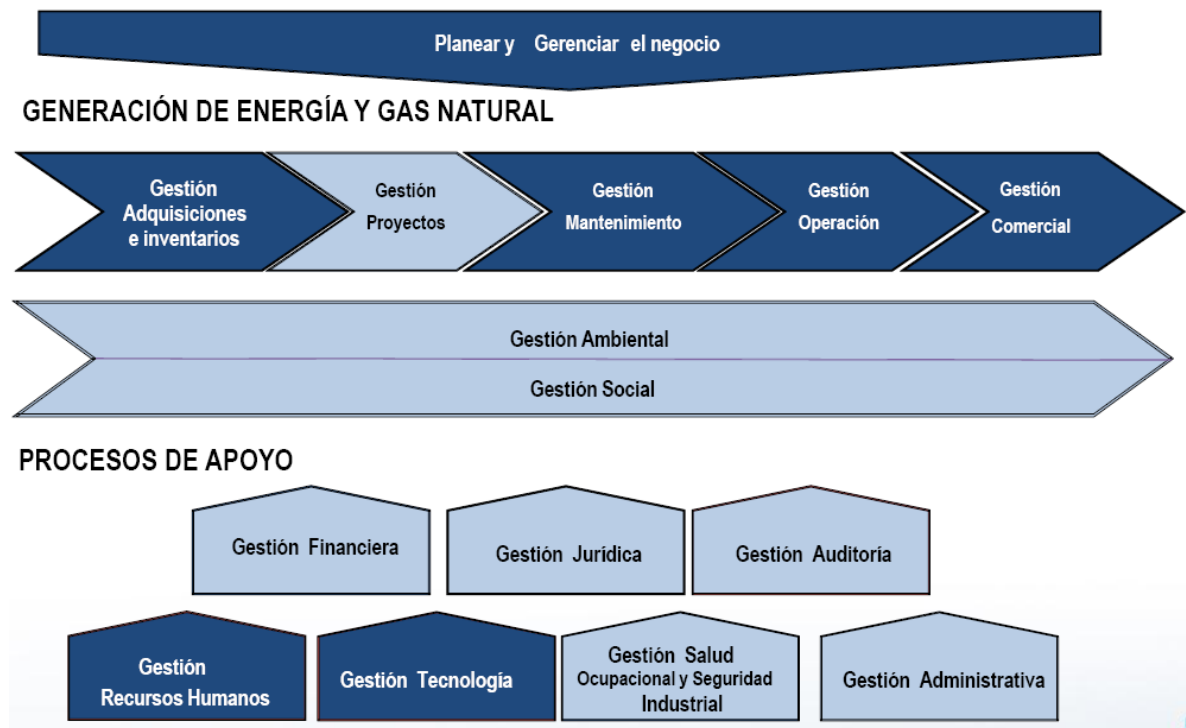 Planear y Gerenciar el negocio
GENERACIÓN DE ENERGÍA Y GAS NATURAL
Gestión
Adquisiciones
e inventarios
Gestión
Proyectos
Gestión
Mantenimiento
Gestión
Operación
Gestión
Comercial
Gestión Ambiental
Gestión Social
PROCESOS DE APOYO
Gestión Financiera
Gestión Jurídica
Gestión Auditoría
Gestión
Recursos Humanos
Gestión Tecnología
Gestión Salud
Ocupacional y Seguridad
Industrial
Gestión Administrativa